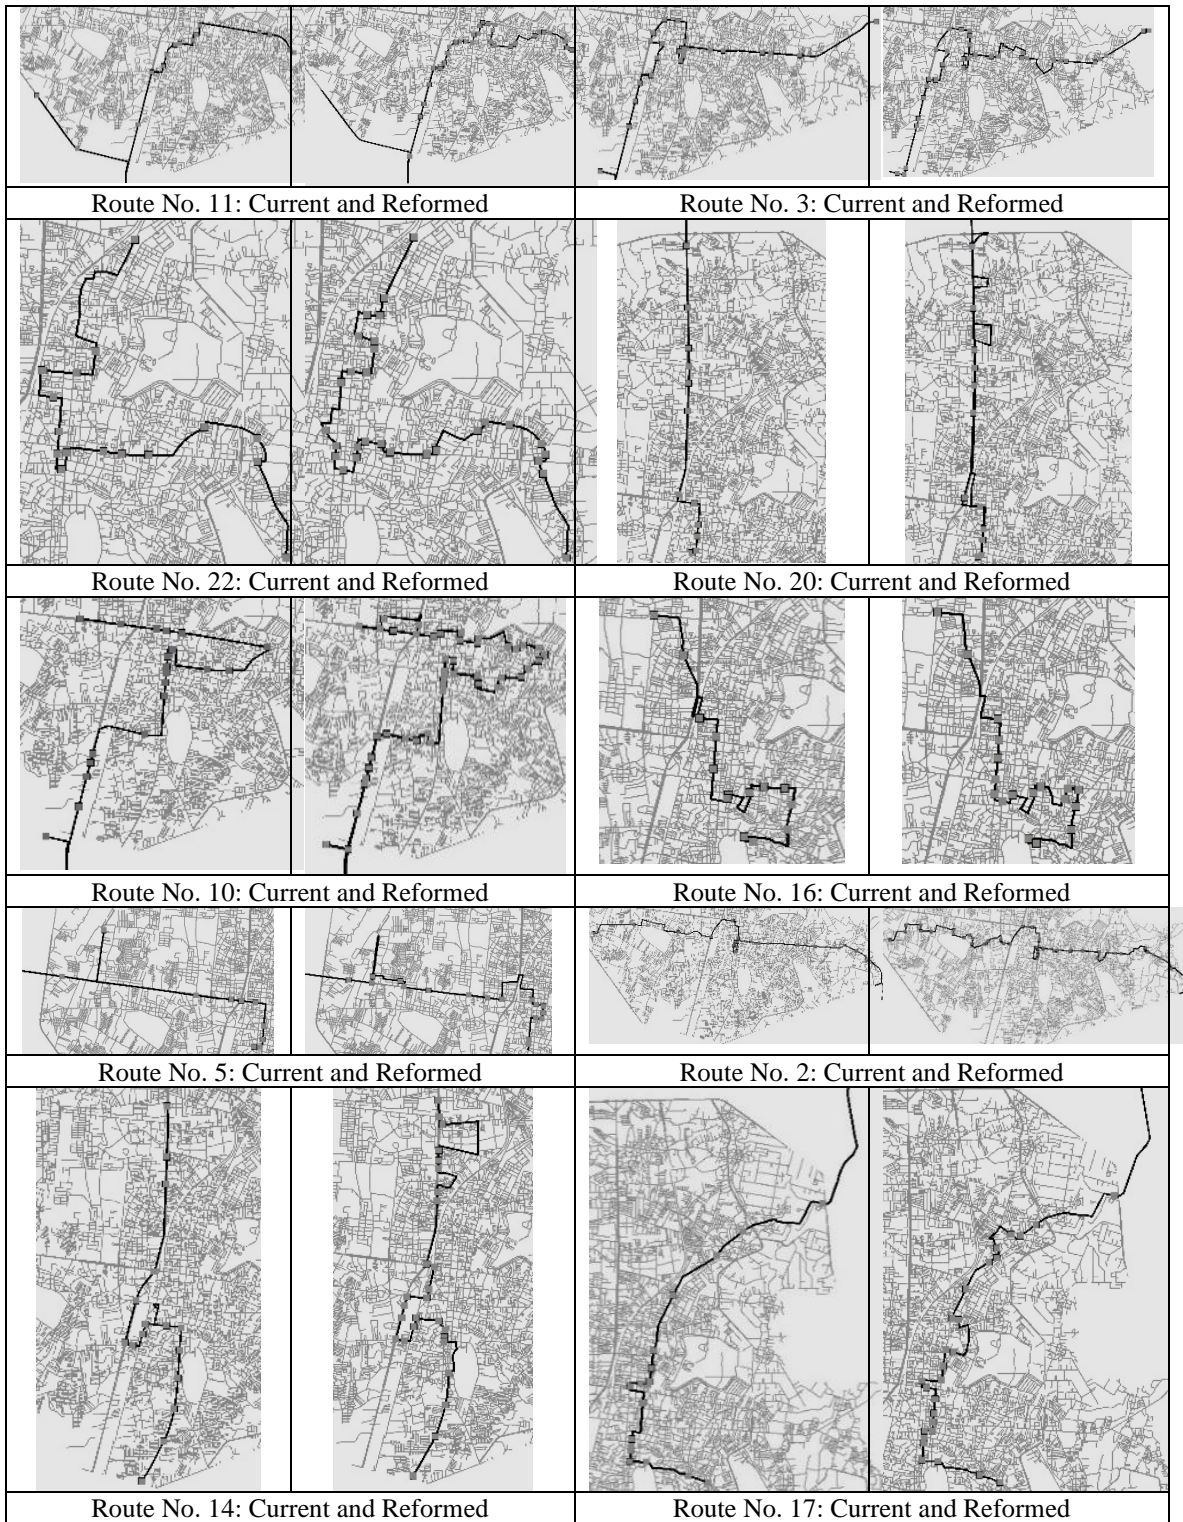 Route No. 11: Current and Reformed
Route No. 3: Current and Reformed
Route No. 22: Current and Reformed
Route No. 20: Current and Reformed
Route No. 10: Current and Reformed
Route No. 16: Current and Reformed
Route No. 5: Current and Reformed
Route No. 2: Current and Reformed
Route No. 14: Current and Reformed
Route No. 17: Current and Reformed